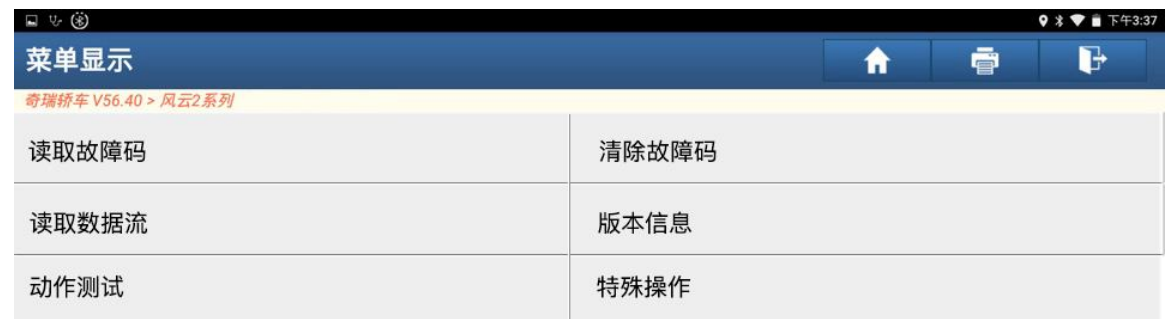 下午3:37
菜单显示
奇瑞轿车 V56.40 > 风云2系列
读取故障码
清除故障码
读取数据流
版本信息
动作测试
特殊操作